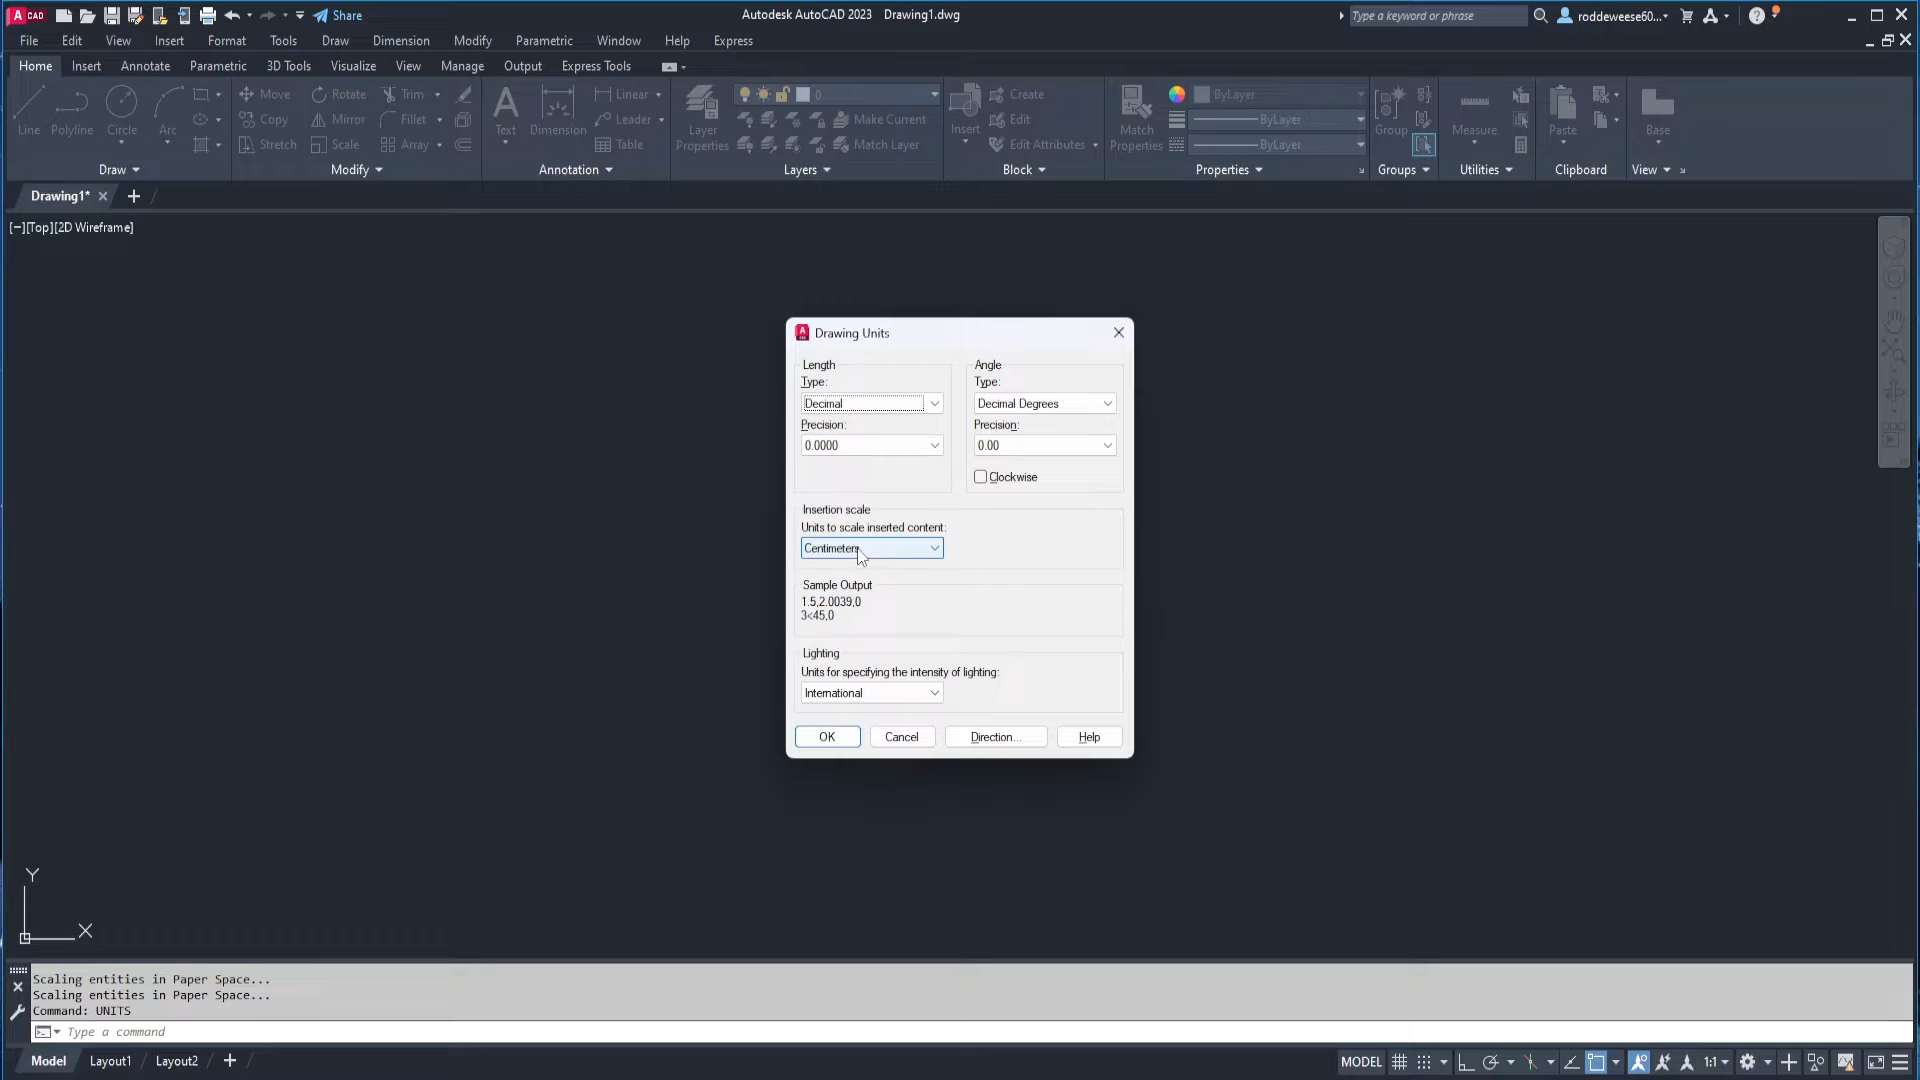 CAD
Share
Autodesk AutoCAD 2023 Drawing1.dwg
Type a keyword or phrase
roddeweese60...
File Edit View Insert Format Tools Draw Dimension Modify Parametric Window Help Express
Home Insert Annotate Parametric 3D Tools Visualize View Manage Output Express Tools
Line Polyline Circle Arc
Move Rotate Trim
Copy Mirror Fillet
Stretch Scale Array
Text Dimension
Linear
Leader
Table
Layer
Properties
0
Make Current
Match Layer
Insert
Create
Edit
Edit Attributes
Match
Properties
ByLayer
ByLayer
ByLayer
Group
Measure
Paste
Base
Draw Modify Annotation Layers Block Properties Groups Utilities Clipboard View
Drawing1*
[−][Top][2D Wireframe]
Drawing Units
Length
Type:
Decimal
Precision:
0.0000
Angle
Type:
Decimal Degrees
Precision:
0.00
Clockwise
Insertion scale
Units to scale inserted content:
Centimeters
Sample Output
1.5,2.0039,0
3<45,0
Lighting
Units for specifying the intensity of lighting:
International
OK Cancel Direction... Help
Y
X
Scaling entities in Paper Space...
Scaling entities in Paper Space...
Command: UNITS
Type a command
Model Layout1 Layout2
MODEL
1:1